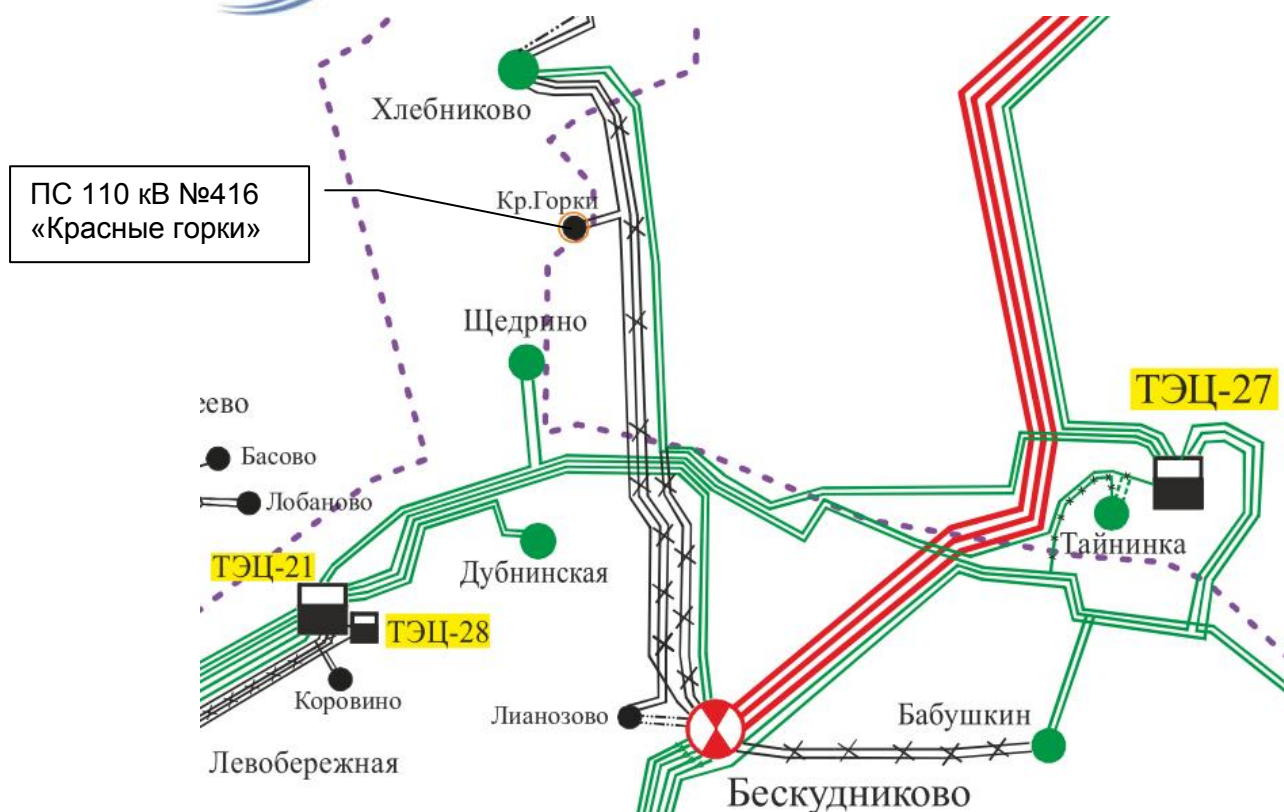 Хлебниково
ПС 110 кВ №416
«Красные горки»
Кр.Горки
Щедрино
ТЭЦ-27
еево
Басово
Лобаново
Тайнинка
ТЭЦ-21
Дубнинская
ТЭЦ-28
Коровино
Лианозово
Бабушкин
Левобережная
Бескудниково